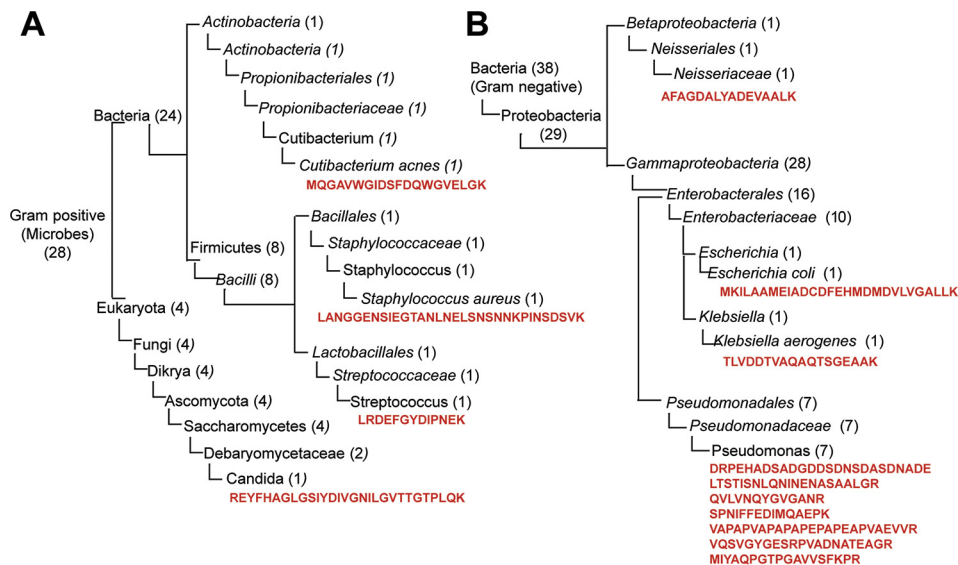 A
Actinobacteria (1)
Actinobacteria (1)
Propionibacteriales (1)
Propionibacteriaceae (1)
Cutibacterium (1)
Cutibacterium acnes (1)
MQGAVWGIDSFDQWGVELGK
Bacteria (24)
Gram positive
(Microbes)
(28)
Firmicutes (8)
Bacilli (8)
Bacillales (1)
Staphylococcaceae (1)
Staphylococcus (1)
Staphylococcus aureus (1)
LANGGENSIEGTANLNELSNSNNKPINSDSVK
Lactobacillales (1)
Streptococcaceae (1)
Streptococcus (1)
LRDEFGYDIPNEK
Eukaryota (4)
Fungi (4)
Dikrya (4)
Ascomycota (4)
Saccharomycetes (4)
Debaryomycetaceae (2)
Candida (1)
REYFHAGLGSIYDIVGNILGVTTGTPLQK
B
Bacteria (38)
(Gram negative)
Proteobacteria
(29)
Betaproteobacteria (1)
Neisseriales (1)
Neisseriaceae (1)
AFAGDALYADEVAALK
Gammaproteobacteria (28)
Enterobacterales (16)
Enterobacteriaceae (10)
Escherichia (1)
Escherichia coli (1)
MKILAAMEIADCDFEHMDMDVLVGALLK
Klebsiella (1)
Klebsiella aerogenes (1)
TLVDDTVAQAQTSGEAAK
Pseudomonadales (7)
Pseudomonadaceae (7)
Pseudomonas (7)
DRPEHADSADGDDSDNSDASDNADE
LTSTISNLQNINENASAALGR
QVLVNQYGVGANR
SPNIFFEDIMQAEPK
VAPAPVAPAPAPEPAPEAPVAEVVR
VQSVGYGESRPVADNATEAGR
MIYAQPGTPGAVVSFKPR